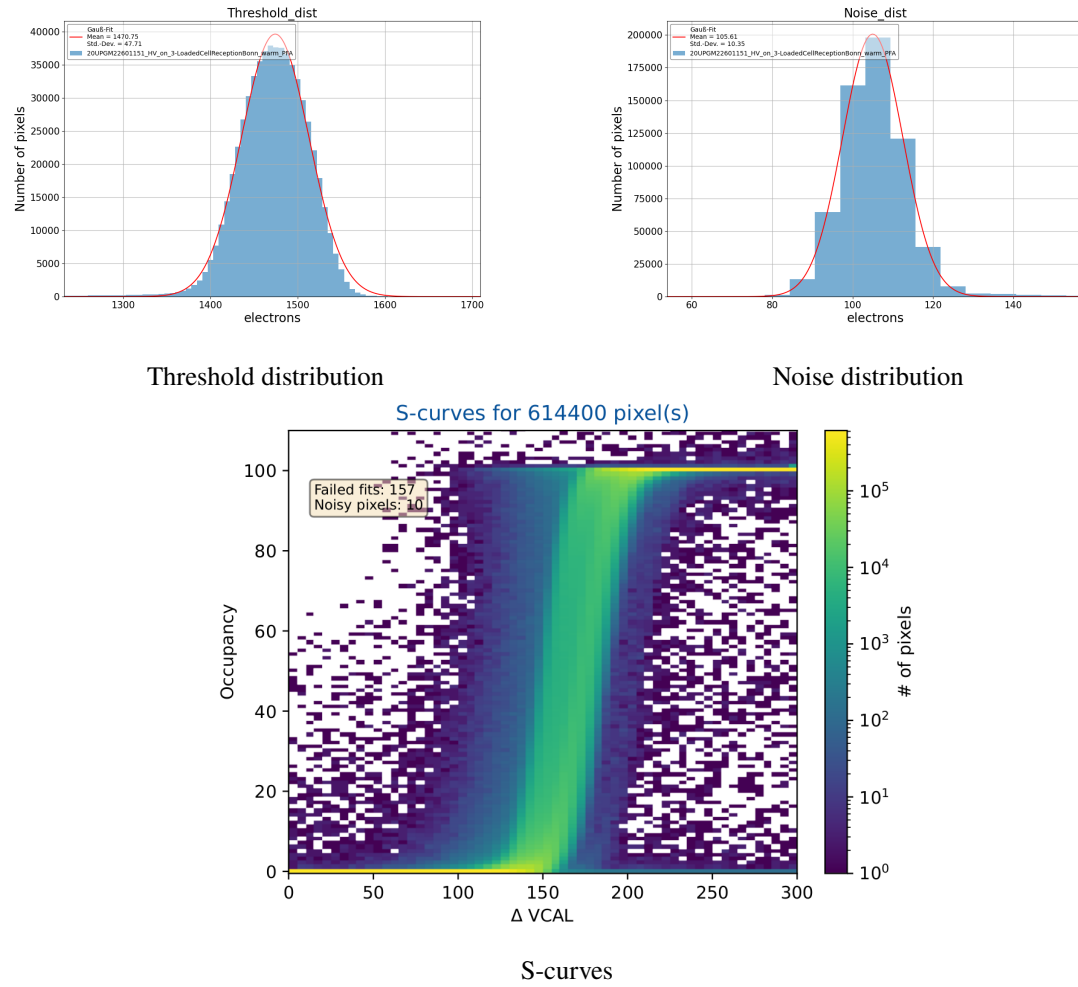 Threshold_dist
Gauß-Fit
Mean = 1470.75
Std.-Dev. = 47.71
20UPGM22601151_HV_on_3-LoadedCellReceptionBonn_warm_PFA
40000
35000
30000
25000
20000
15000
10000
5000
0
Number of pixels
1300
1400
1500
1600
1700
electrons
Threshold distribution
Noise_dist
Gauß-Fit
Mean = 105.61
Std.-Dev. = 10.35
20UPGM22601151_HV_on_3-LoadedCellReceptionBonn_warm_PFA
200000
175000
150000
125000
100000
75000
50000
25000
0
Number of pixels
60
80
100
120
140
electrons
Noise distribution
S-curves for 614400 pixel(s)
Failed fits: 157
Noisy pixels: 10
100
80
60
40
20
0
Occupancy
0
50
100
150
200
250
300
Δ VCAL
10⁵
10⁴
10³
10²
10¹
10⁰
# of pixels
S-curves